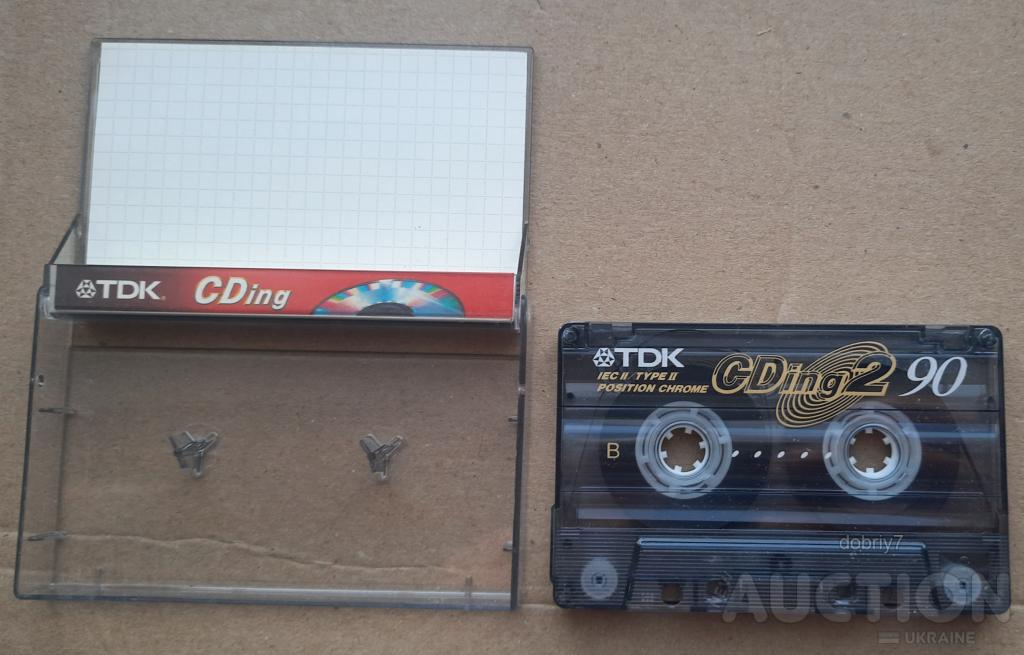 TDK. CDing
TDK CDing2 90
IEC II / TYPE II
POSITION CHROME
B
dobriy7
AUCTION
UKRAINE